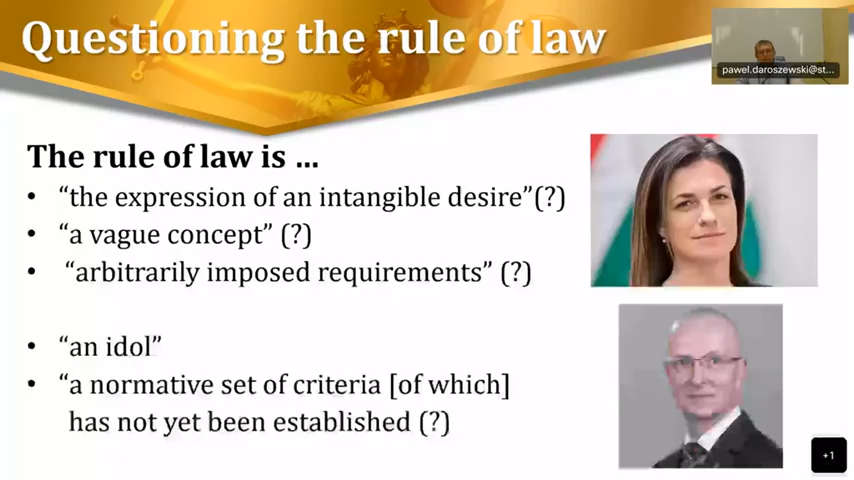 Questioning the rule of law
pawel.daroszewski@st...
The rule of law is ...
• “the expression of an intangible desire”(?)
• “a vague concept” (?)
• “arbitrarily imposed requirements” (?)
• “an idol”
• “a normative set of criteria [of which]
has not yet been established (?)
+1